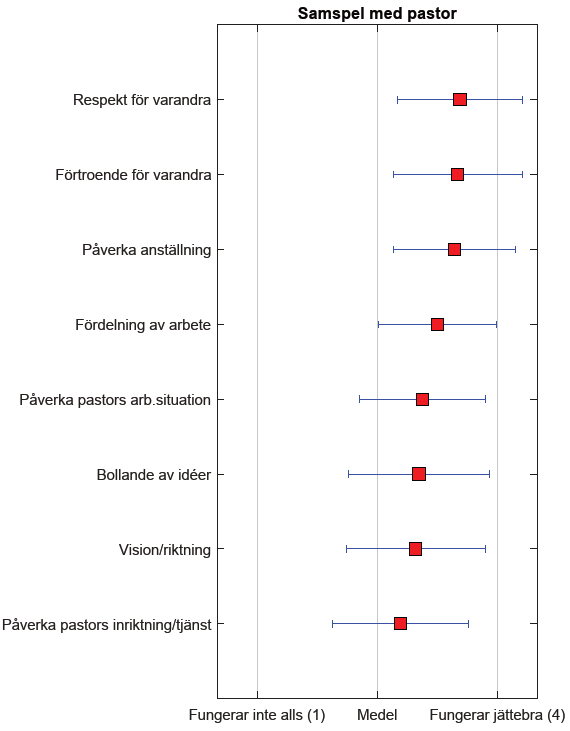 Samspel med pastor
Respekt för varandra
Förtroende för varandra
Påverka anställning
Fördelning av arbete
Påverka pastors arb.situation
Bollande av idéer
Vision/riktning
Påverka pastors inriktning/tjänst
Fungerar inte alls (1) Medel Fungerar jättebra (4)